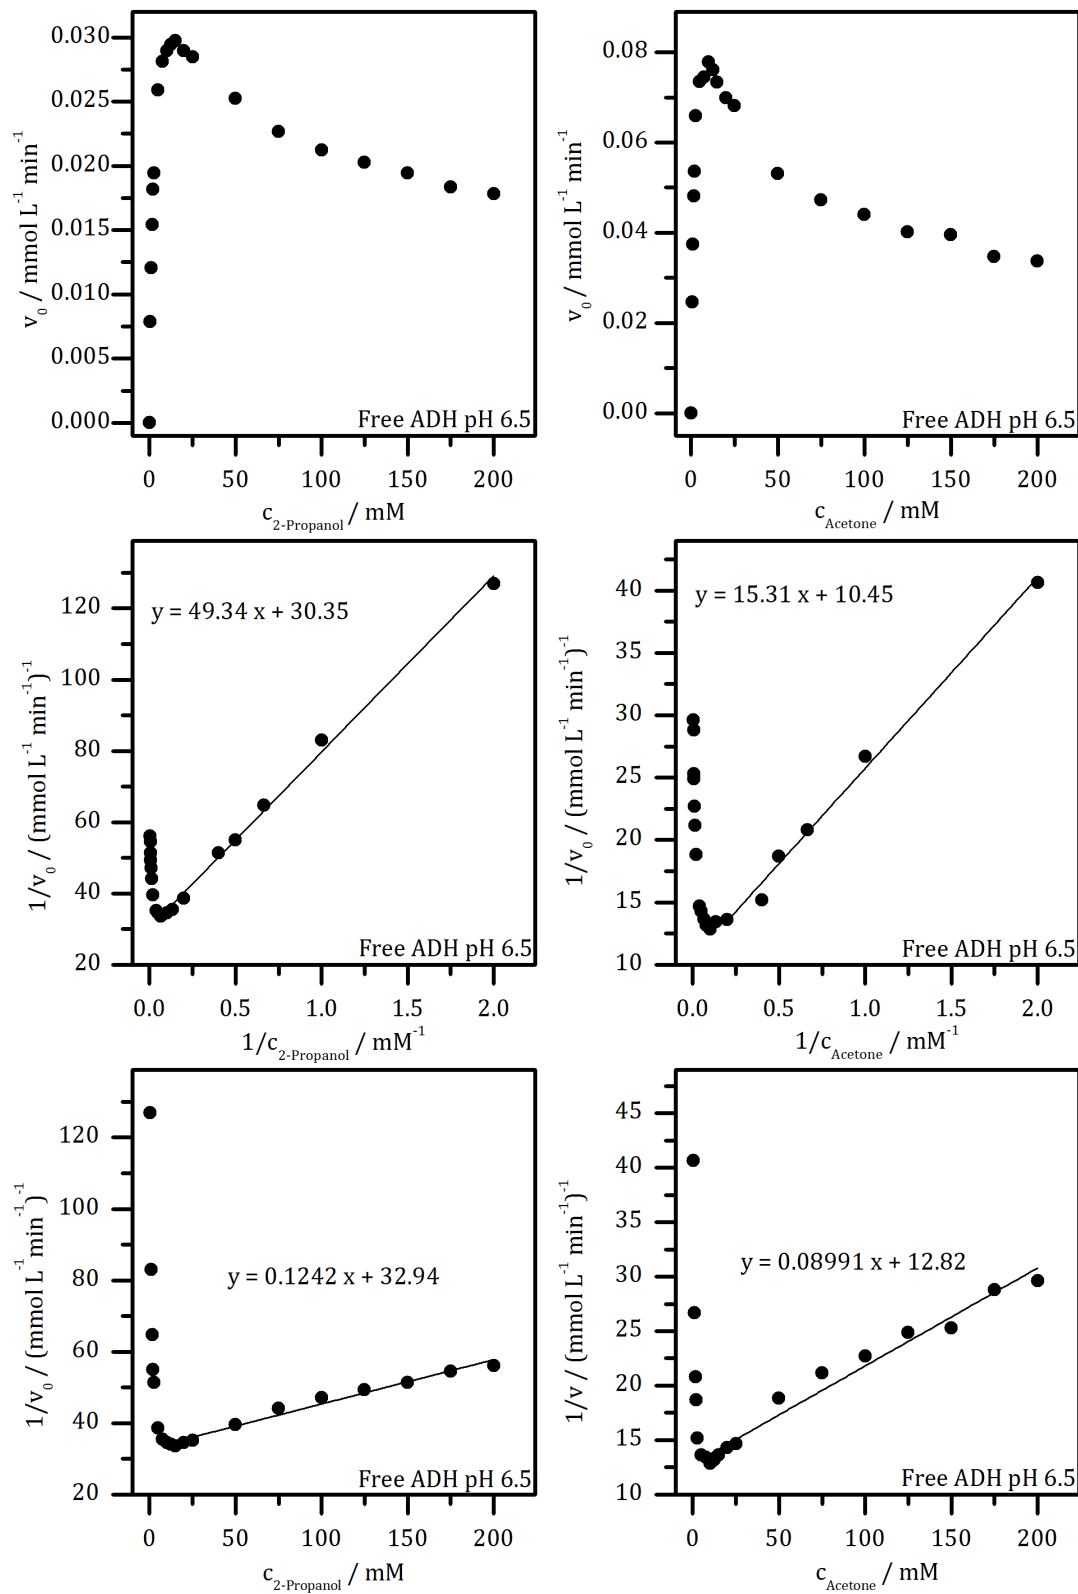 v₀ / mmol L⁻¹ min⁻¹
0.030
0.025
0.020
0.015
0.010
0.005
0.000
Free ADH pH 6.5
0 50 100 150 200
c₂₋Propanol / mM
v₀ / mmol L⁻¹ min⁻¹
0.08
0.06
0.04
0.02
0.00
Free ADH pH 6.5
0 50 100 150 200
cAcetone / mM
1/v₀ / (mmol L⁻¹ min⁻¹)⁻¹
120
100
80
60
40
20
y = 49.34 x + 30.35
Free ADH pH 6.5
0.0 0.5 1.0 1.5 2.0
1/c₂₋Propanol / mM⁻¹
1/v₀ / (mmol L⁻¹ min⁻¹)⁻¹
40
35
30
25
20
15
10
y = 15.31 x + 10.45
Free ADH pH 6.5
0.0 0.5 1.0 1.5 2.0
1/cAcetone / mM⁻¹
1/v₀ / (mmol L⁻¹ min⁻¹)⁻¹
120
100
80
60
40
20
y = 0.1242 x + 32.94
Free ADH pH 6.5
0 50 100 150 200
c₂₋Propanol / mM
1/v / (mmol L⁻¹ min⁻¹)⁻¹
45
40
35
30
25
20
15
10
y = 0.08991 x + 12.82
Free ADH pH 6.5
0 50 100 150 200
cAcetone / mM